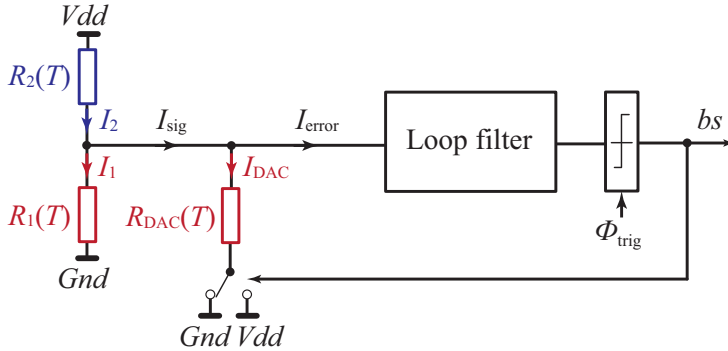 Vdd
R2(T)
I2
Isig
Ierror
Loop filter
bs
I1
IDAC
R1(T)
RDAC(T)
Φtrig
Gnd
Gnd Vdd